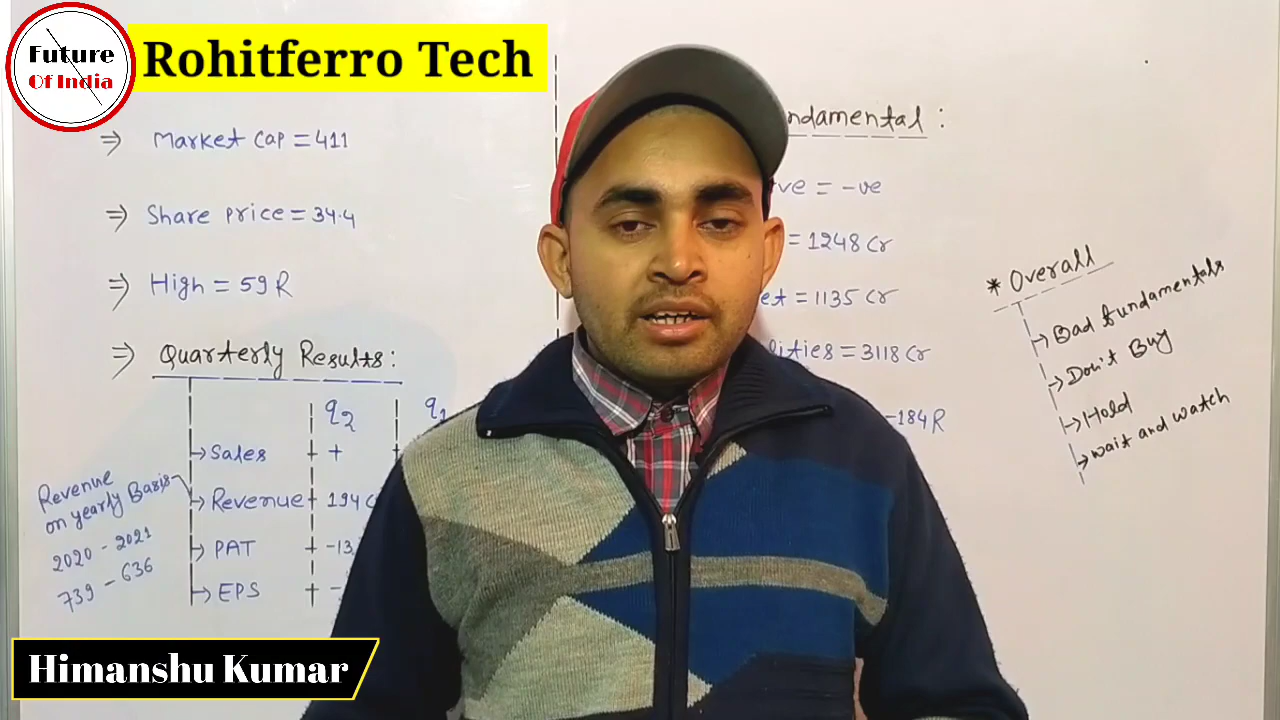 Future
Of India
Rohitferro Tech
⇒ Market Cap = 411
⇒ Share price = 34.4
⇒ High = 59 R
⇒ Quarterly Results:
q2 q1
→ Sales +
→ Revenue 194
→ PAT -13
→ EPS -
Revenue
on yearly Basis
2020 - 2021
739 - 636
ndamental :
ve = -ve
= 1248 Cr
et = 1135 Cr
lities = 3118 Cr
-184 R
* Overall
→ Bad fundamentals
→ Don't Buy
→ Hold
→ wait and watch
Himanshu Kumar